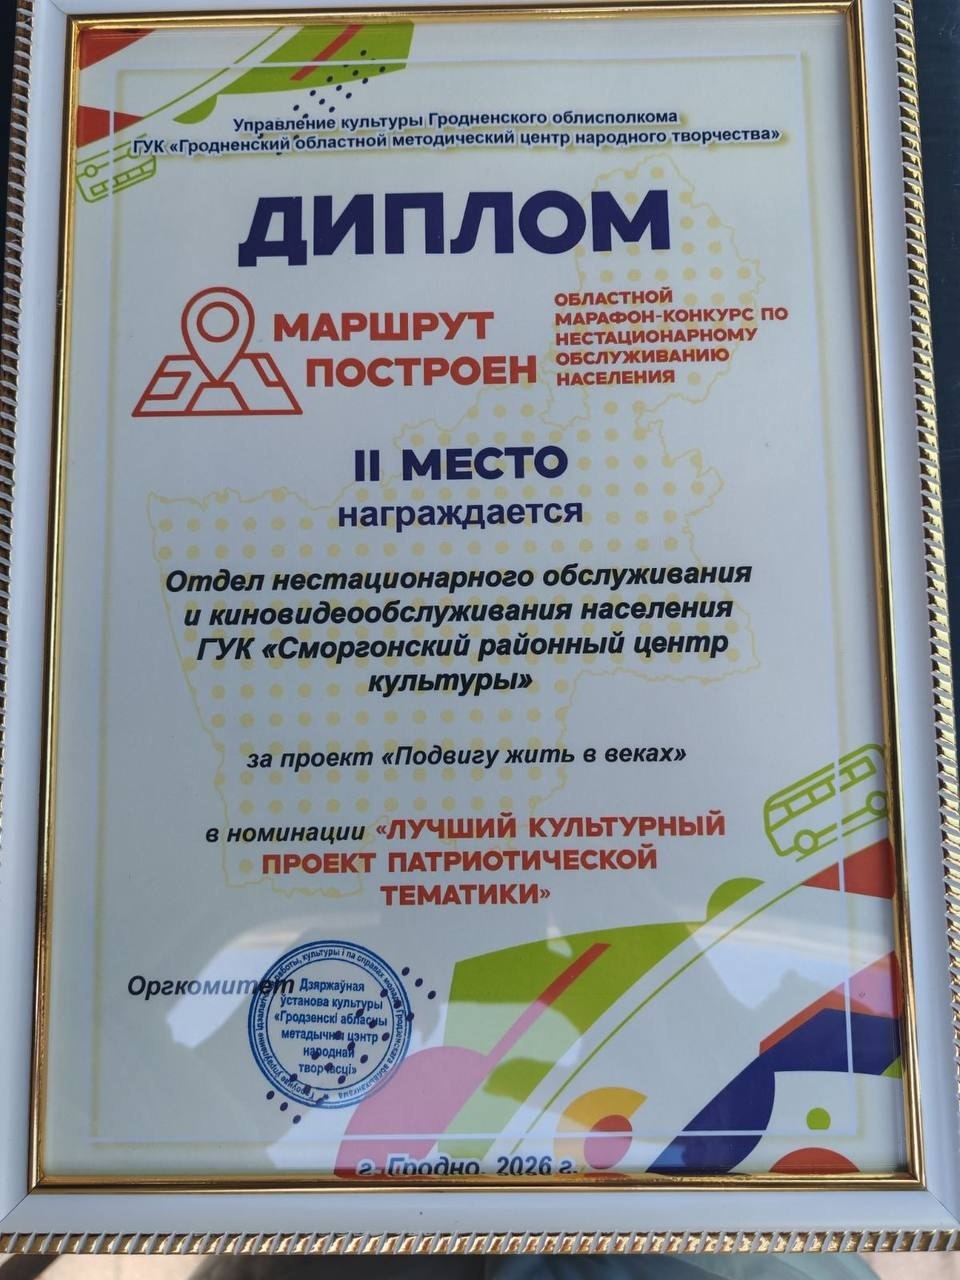 Управление культуры Гродненского облисполкома
ГУК «Гродненский областной методический центр народного творчества»
ДИПЛОМ
МАРШРУТ
ПОСТРОЕН
ОБЛАСТНОЙ
МАРАФОН-КОНКУРС ПО
НЕСТАЦИОНАРНОМУ
ОБСЛУЖИВАНИЮ
НАСЕЛЕНИЯ
II МЕСТО
награждается
Отдел нестационарного обслуживания
и киновидеообслуживания населения
ГУК «Сморгонский районный центр
культуры»
за проект «Подвигу жить в веках»
в номинации «ЛУЧШИЙ КУЛЬТУРНЫЙ
ПРОЕКТ ПАТРИОТИЧЕСКОЙ
ТЕМАТИКИ»
Оргкомитет
Дзяржаўная
ўстанова культуры
«Гродзенскі абласны
метадычны цэнтр
народнай
творчасці»
г. Гродно, 2026 г.